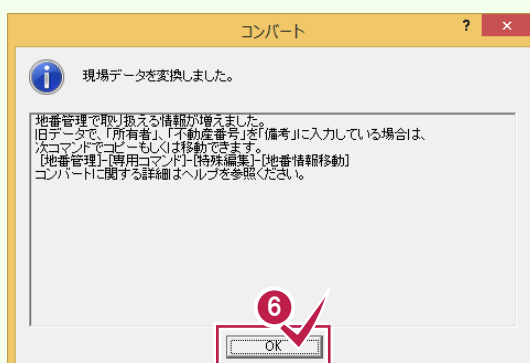 コンバート
? ×
現場データを変換しました。
地番管理で取り扱える情報が増えました。
旧データで、「所有者」、「不動産番号」を「備考」に入力している場合は、
次コマンドでコピーもしくは移動できます。
[地番管理]-[専用コマンド]-[特殊編集]-[地番情報移動]
コンバートに関する詳細はヘルプを参照ください。
6
OK